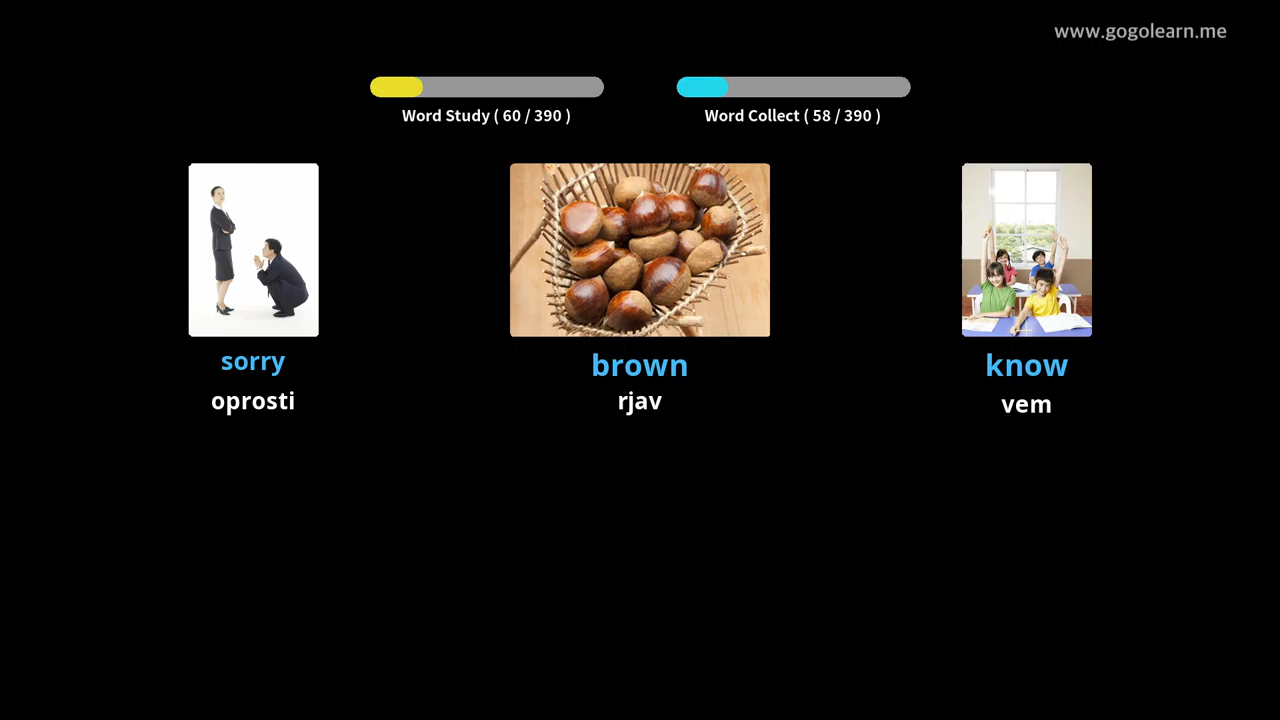 www.gogolearn.me
Word Study ( 60 / 390 )
Word Collect ( 58 / 390 )
sorry
oprosti
brown
rjav
know
vem